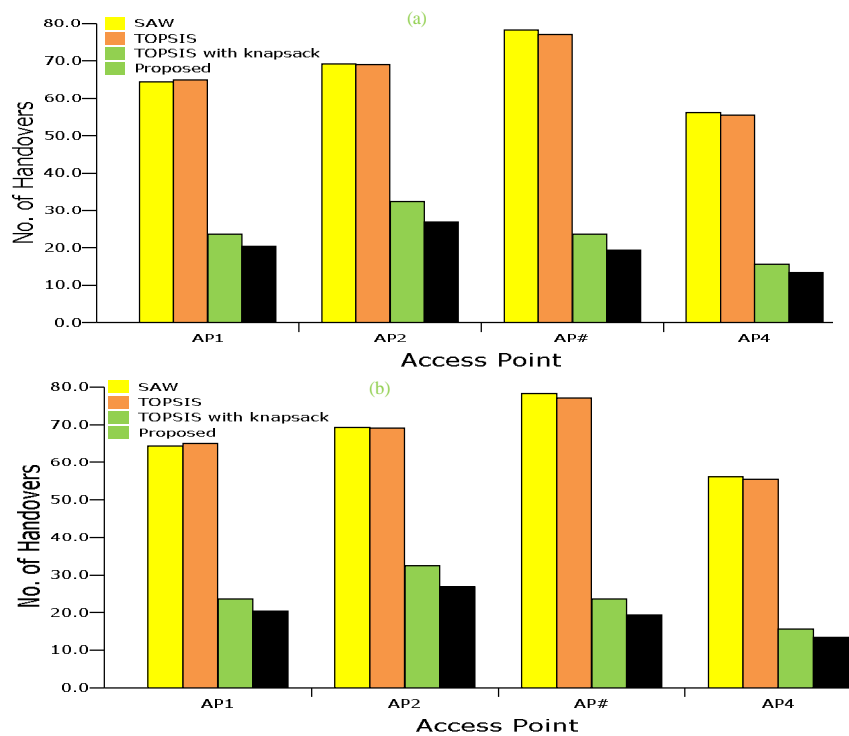 (a)
SAW
TOPSIS
TOPSIS with knapsack
Proposed
No. of Handovers
80.0
70.0
60.0
50.0
40.0
30.0
20.0
10.0
0.0
AP1 AP2 AP# AP4
Access Point
(b)
SAW
TOPSIS
TOPSIS with knapsack
Proposed
No. of Handovers
80.0
70.0
60.0
50.0
40.0
30.0
20.0
10.0
0.0
AP1 AP2 AP# AP4
Access Point